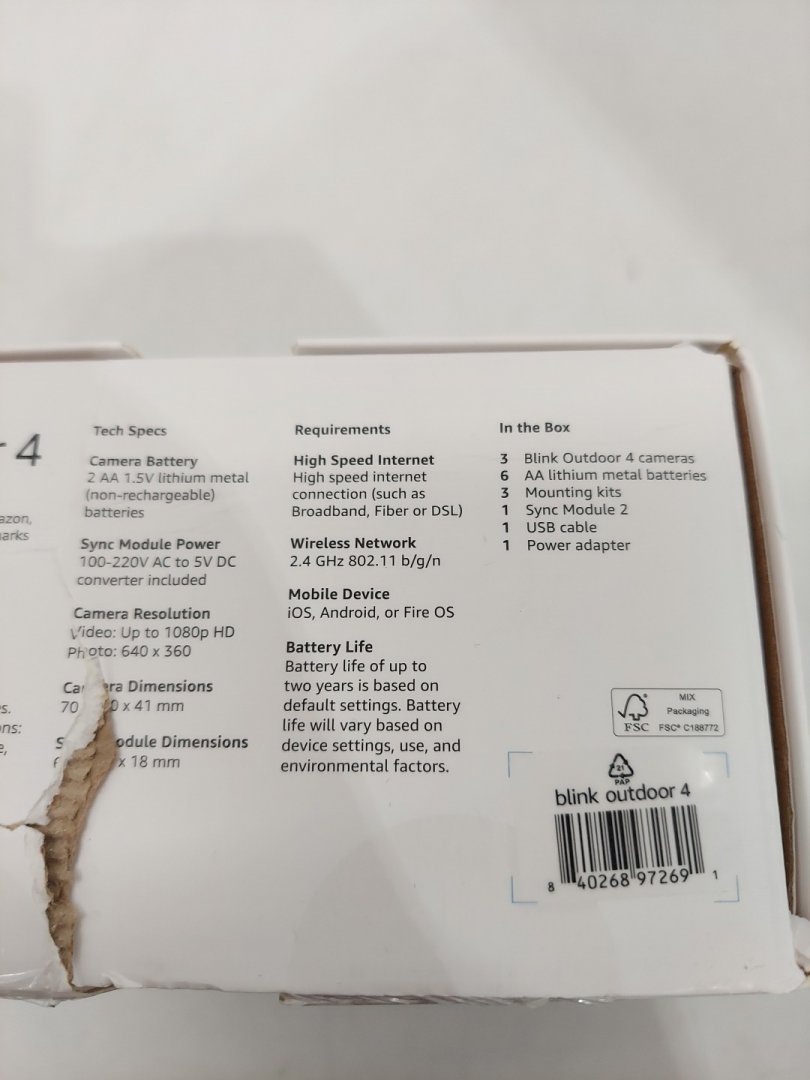 4
azon,
arks
s.
ns:
e,
Tech Specs
Camera Battery
2 AA 1.5V lithium metal
(non-rechargeable)
batteries
Sync Module Power
100-220V AC to 5V DC
converter included
Camera Resolution
Video: Up to 1080p HD
Photo: 640 x 360
Dimensions
70 x 41 mm
Dimensions
x 18 mm
Requirements
High Speed Internet
High speed internet
connection (such as
Broadband, Fiber or DSL)
Wireless Network
2.4 GHz 802.11 b/g/n
Mobile Device
iOS, Android, or Fire OS
Battery Life
Battery life of up to
two years is based on
default settings. Battery
life will vary based on
device settings, use, and
environmental factors.
In the Box
3 Blink Outdoor 4 cameras
6 AA lithium metal batteries
3 Mounting kits
1 Sync Module 2
1 USB cable
1 Power adapter
MIX
Packaging
FSC FSC® C188772
21
PAP
blink outdoor 4
8 40268 97269 1